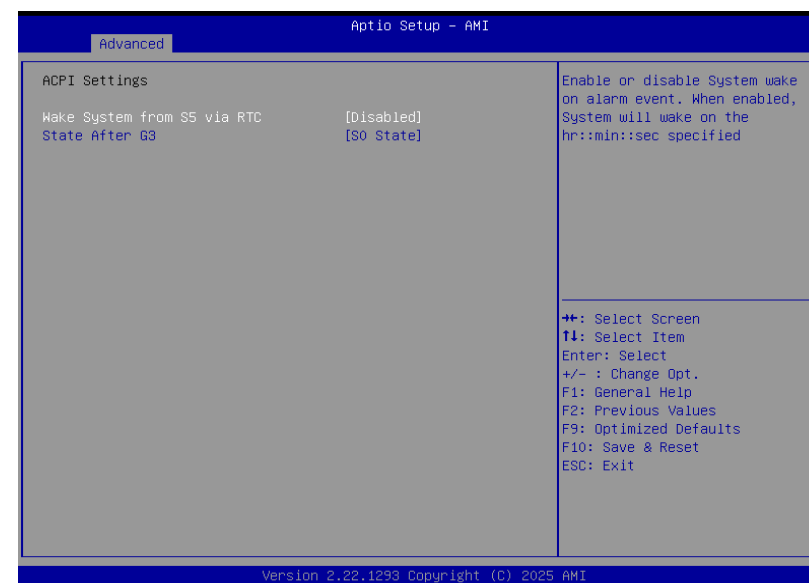 Aptio Setup – AMI
Advanced
ACPI Settings
Wake System from S5 via RTC [Disabled]
State After G3 [S0 State]
Enable or disable System wake
on alarm event. When enabled,
System will wake on the
hr::min::sec specified
→←: Select Screen
↑↓: Select Item
Enter: Select
+/- : Change Opt.
F1: General Help
F2: Previous Values
F9: Optimized Defaults
F10: Save & Reset
ESC: Exit
Version 2.22.1293 Copyright (C) 2025 AMI